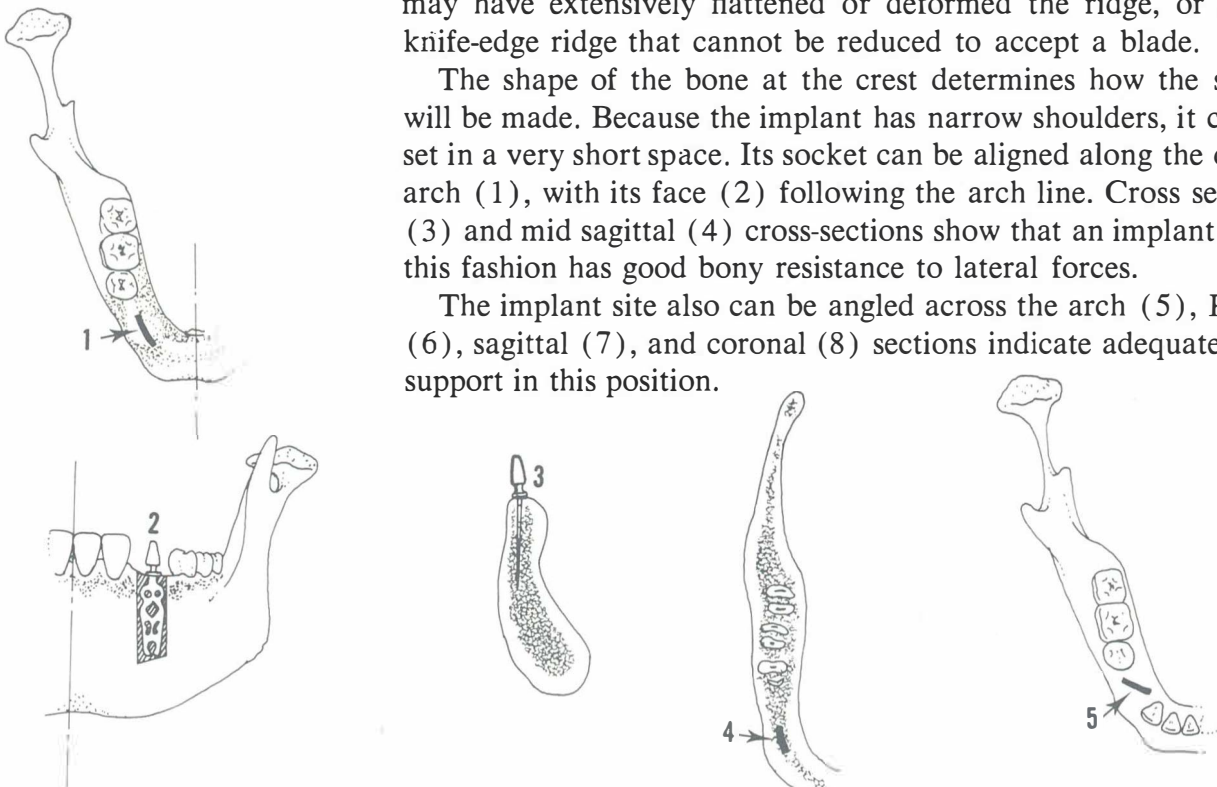 may have extensively flattened or deformed the ridge, or
knife-edge ridge that cannot be reduced to accept a blade.
The shape of the bone at the crest determines how the s
will be made. Because the implant has narrow shoulders, it c
set in a very short space. Its socket can be aligned along the
arch (1), with its face (2) following the arch line. Cross se
(3) and mid sagittal (4) cross-sections show that an implant
this fashion has good bony resistance to lateral forces.
The implant site also can be angled across the arch (5),
(6), sagittal (7), and coronal (8) sections indicate adequate
support in this position.
1
2
3
4
5